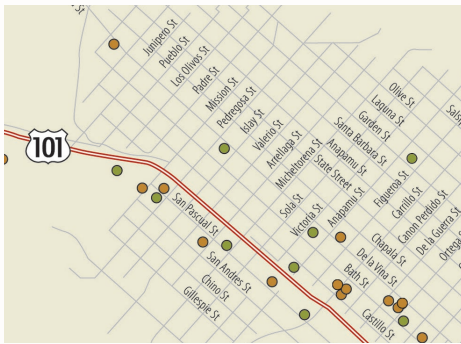 St
Junipero St
Pueblo St
Los Olivos St
Padre St
Mission St
Pedregosa St
Islay St
Valerio St
Arrellaga St
Micheltorena St
State Street
Anapamu St
Santa Barbara St
Garden St
Laguna St
Olive St
101
Sola St
Victoria St
Anapamu St
Figueroa St
Carrillo St
Canon Perdido St
De la Guerra St
San Pascual St
San Andres St
Chino St
Gillespie St
Chapala St
De la Vina St
Bath St
Castillo St